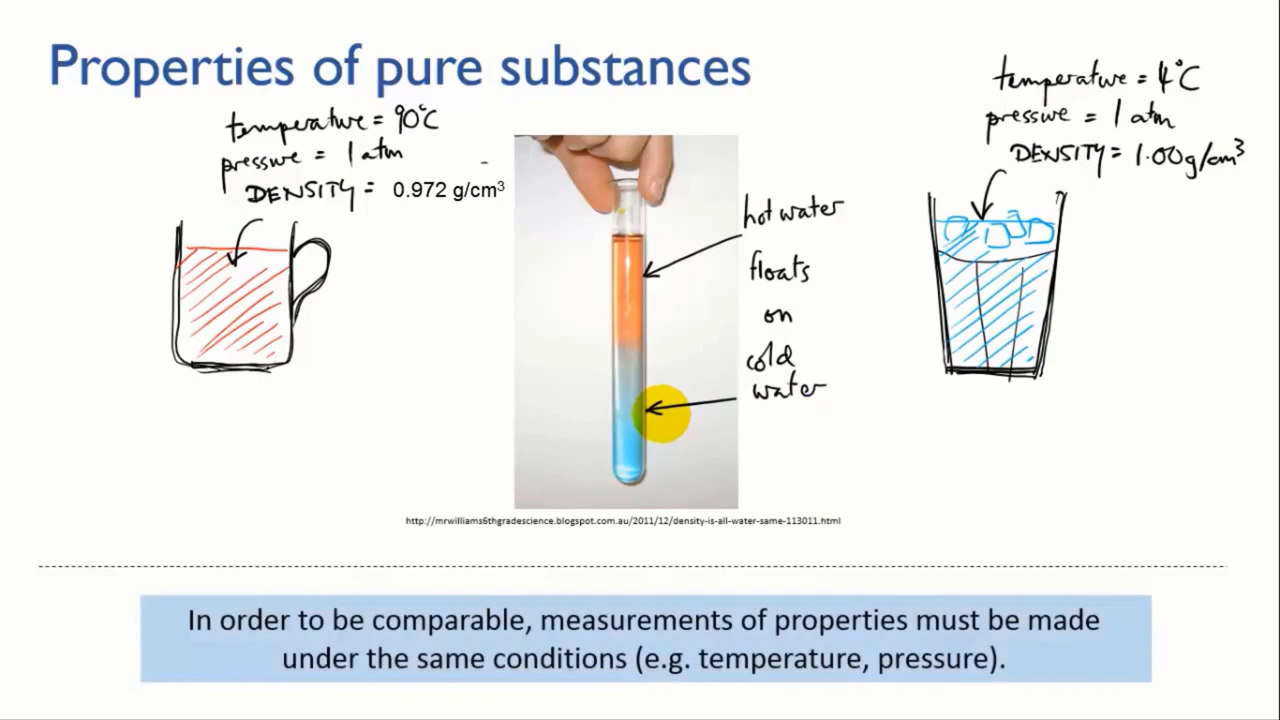 Properties of pure substances
temperature = 90°C
pressure = 1 atm
DENSITY = 0.972 g/cm³
temperature = 4°C
pressure = 1 atm
DENSITY = 1.00g/cm³
hot water
floats
on
cold
water
http://mrwilliams6thgradescience.blogspot.com.au/2011/12/density-is-all-water-same-113011.html
In order to be comparable, measurements of properties must be made
under the same conditions (e.g. temperature, pressure).